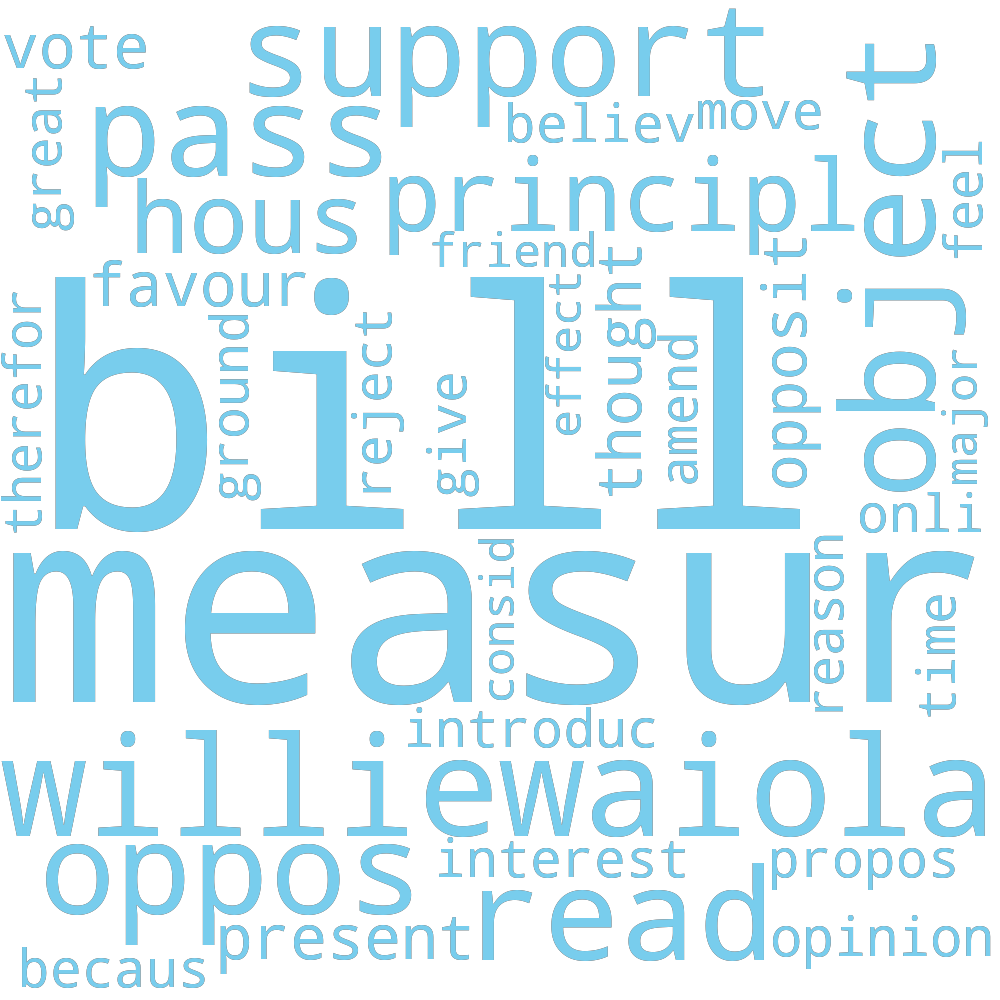 vote
support
great
pass
believ
move
object
feel
hous
principl
friend
favour
therefor
bill
ground
reject
give
effect
thought
amend
opposit
major
onli
measur
consid
reason
time
introduc
williewaiola
oppos
interest
propos
read
present
opinion
becaus